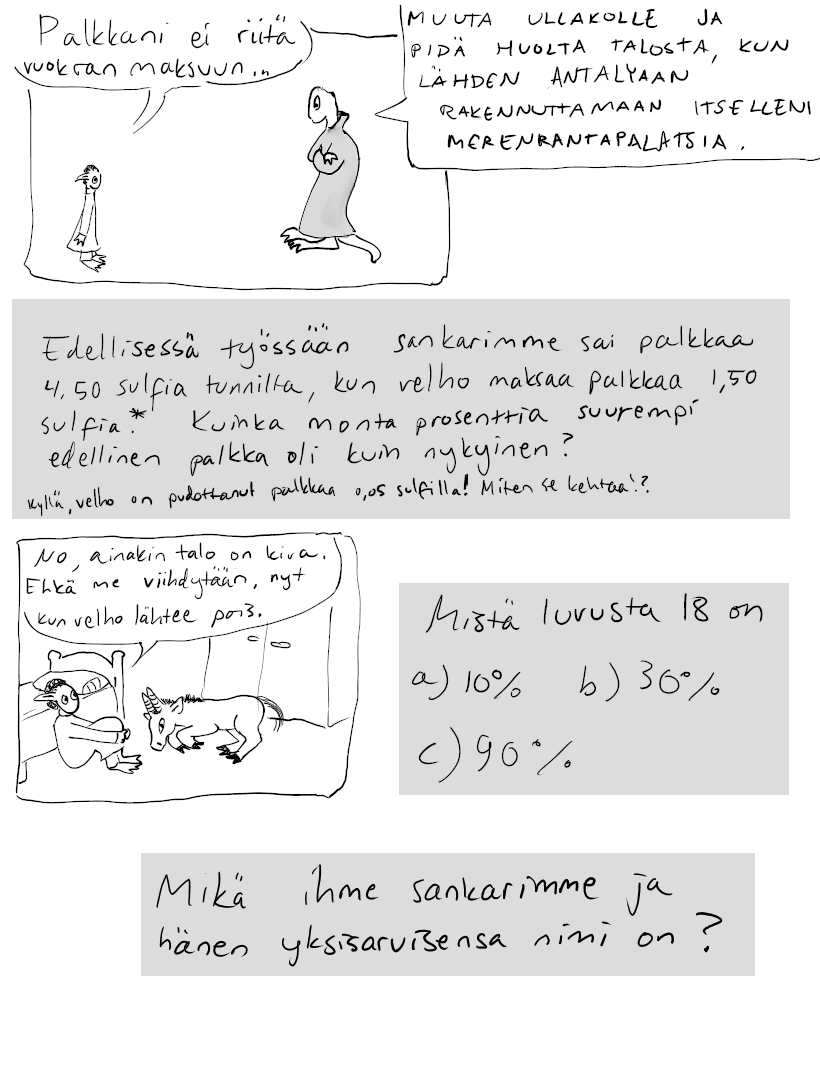 Palkkani ei riitä
vuokran maksuun...
MUUTA ULLAKOLLE JA
PIDÄ HUOLTA TALOSTA, KUN
LÄHDEN ANTALYAAN
RAKENNUTTAMAAN ITSELLENI
MERENRANTAPALATSIA.
Edellisessä työssään sankarimme sai palkkaa
4,50 sulfia tunnilta, kun velho maksaa palkkaa 1,50
sulfia.* Kuinka monta prosenttia suurempi
edellinen palkka oli kuin nykyinen?
Kyllä, velho on pudottanut palkkaa 0,05 sulfilla! Miten se kehtaa!?
No, ainakin talo on kiva.
Ehkä me viihdytään, nyt
kun velho lähtee pois.
Mistä luvusta 18 on
a) 10% b) 30%
c) 90%
Mikä ihme sankarimme ja
hänen yksisarvisensa nimi on?